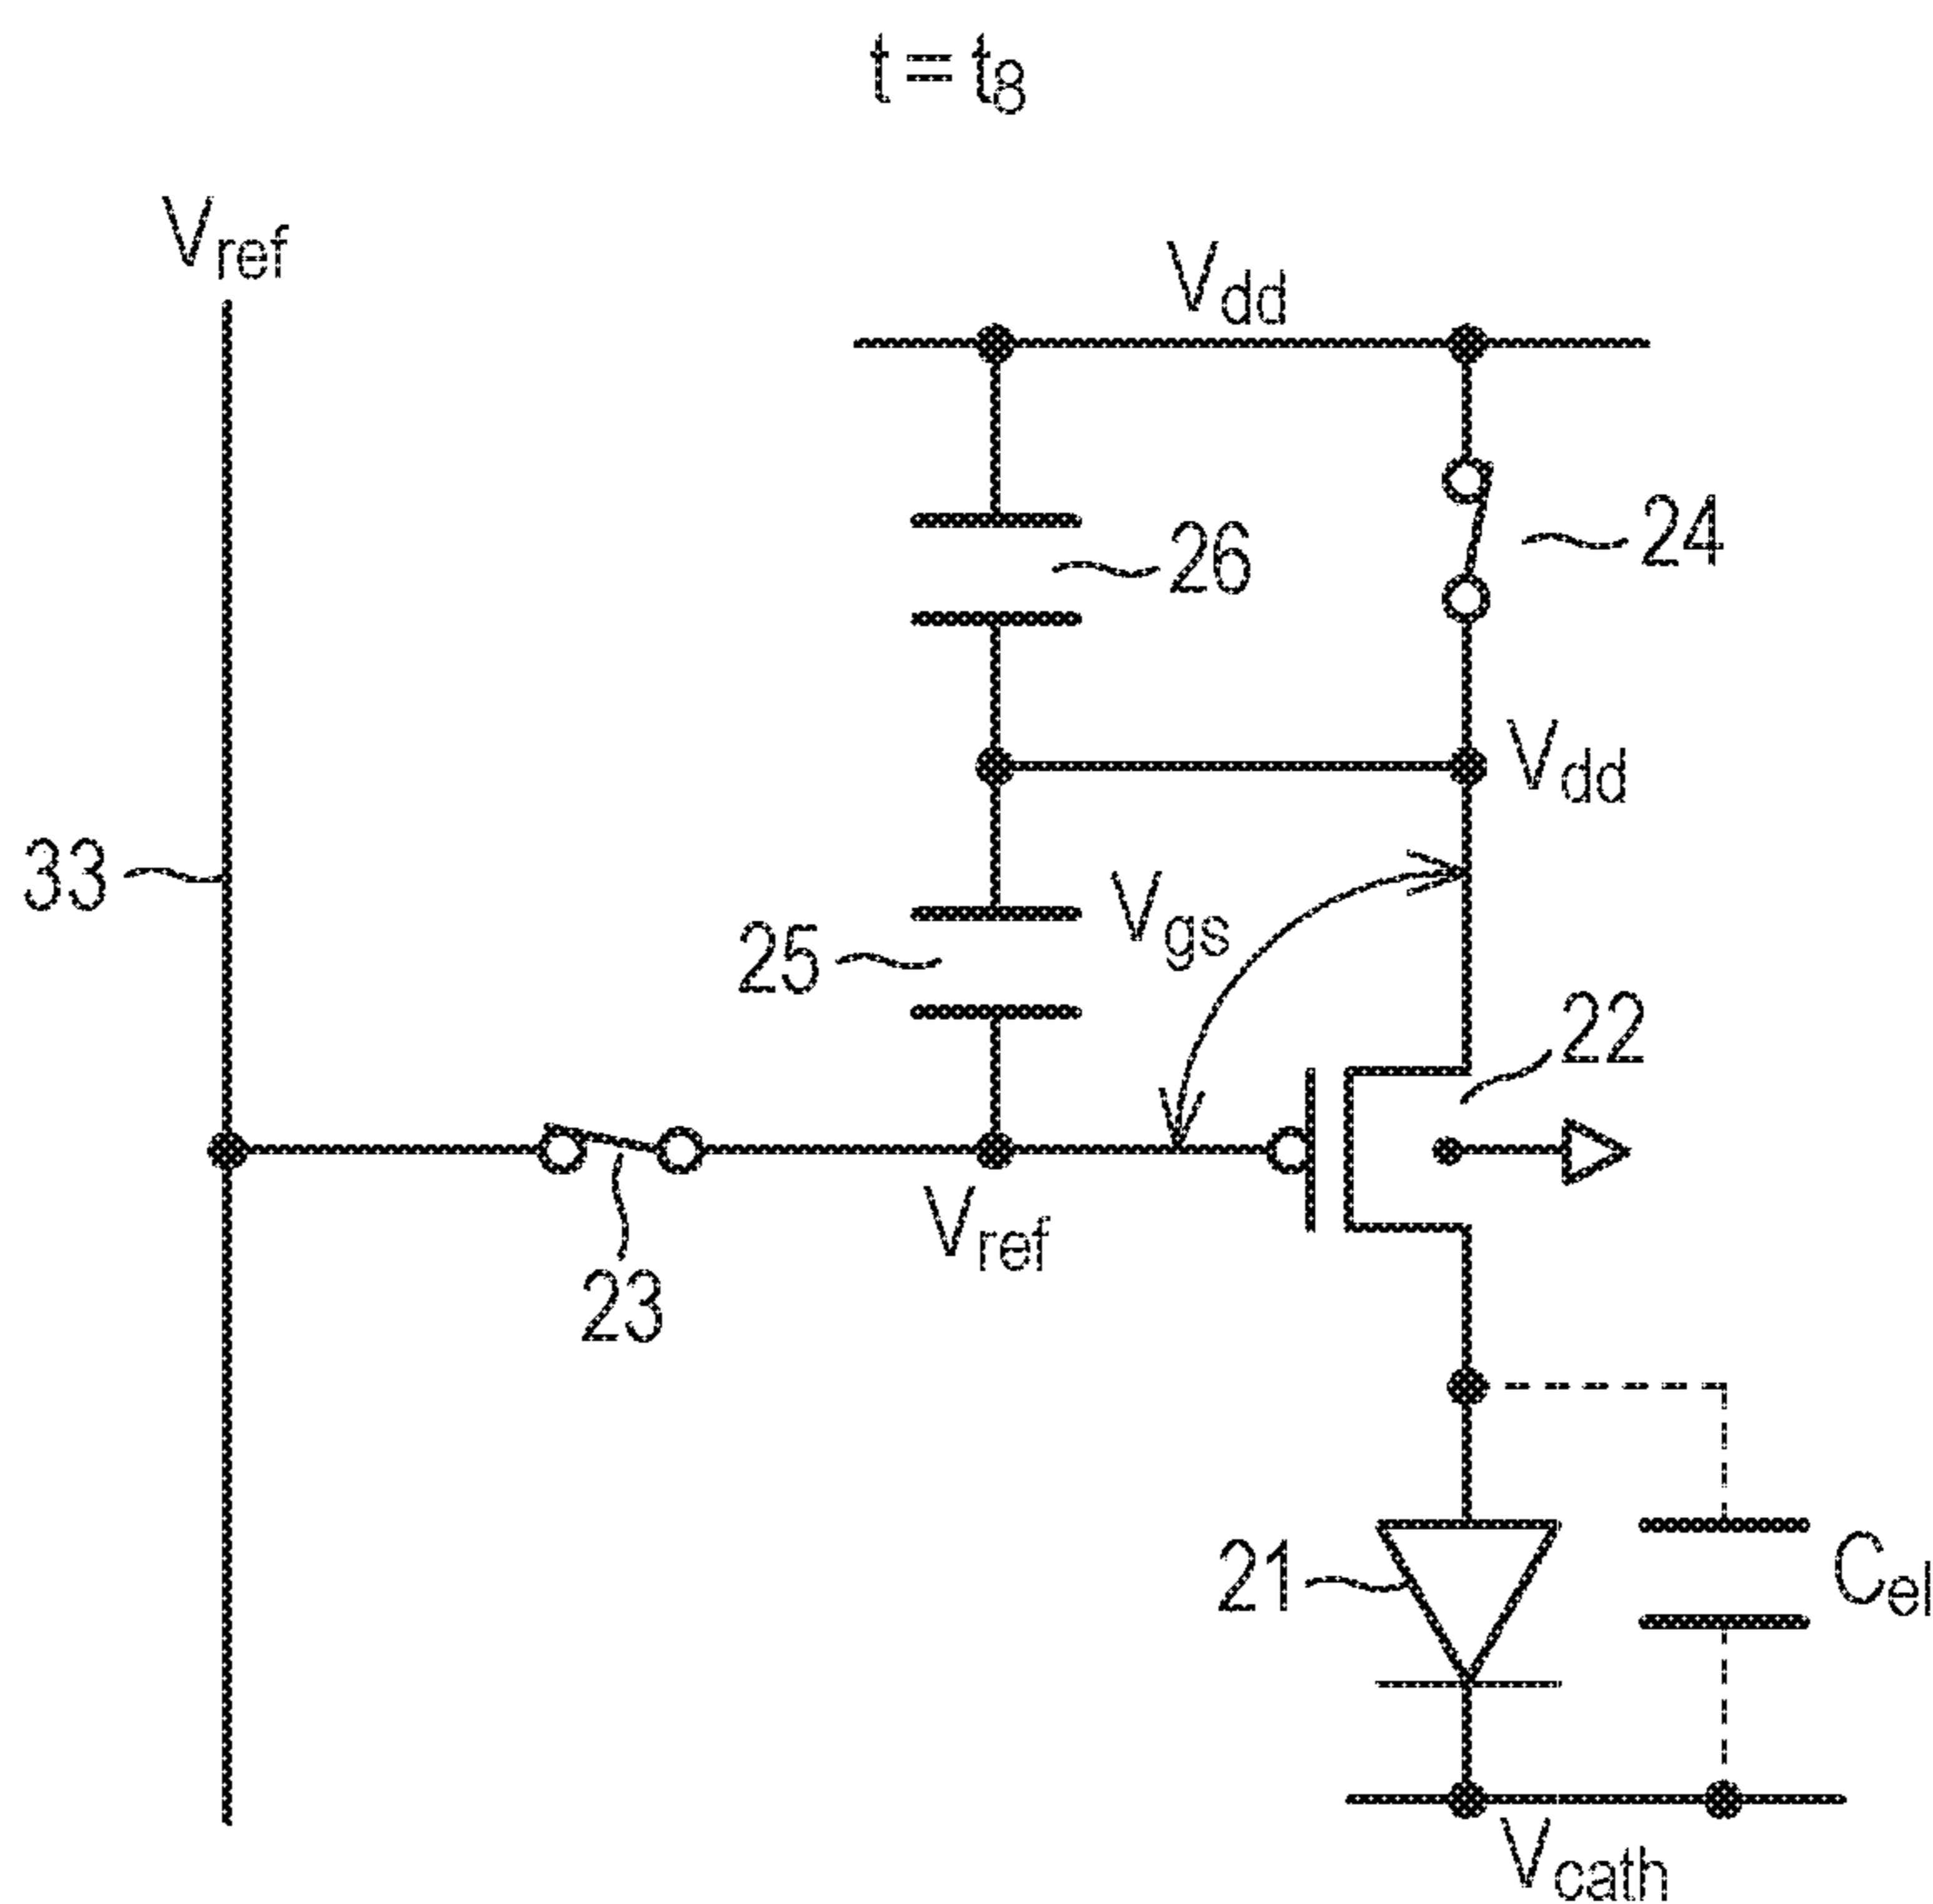 t = t8
Vref
Vdd
26
24
Vdd
33
Vgs
25
22
Vref
23
21
Cel
Vcath